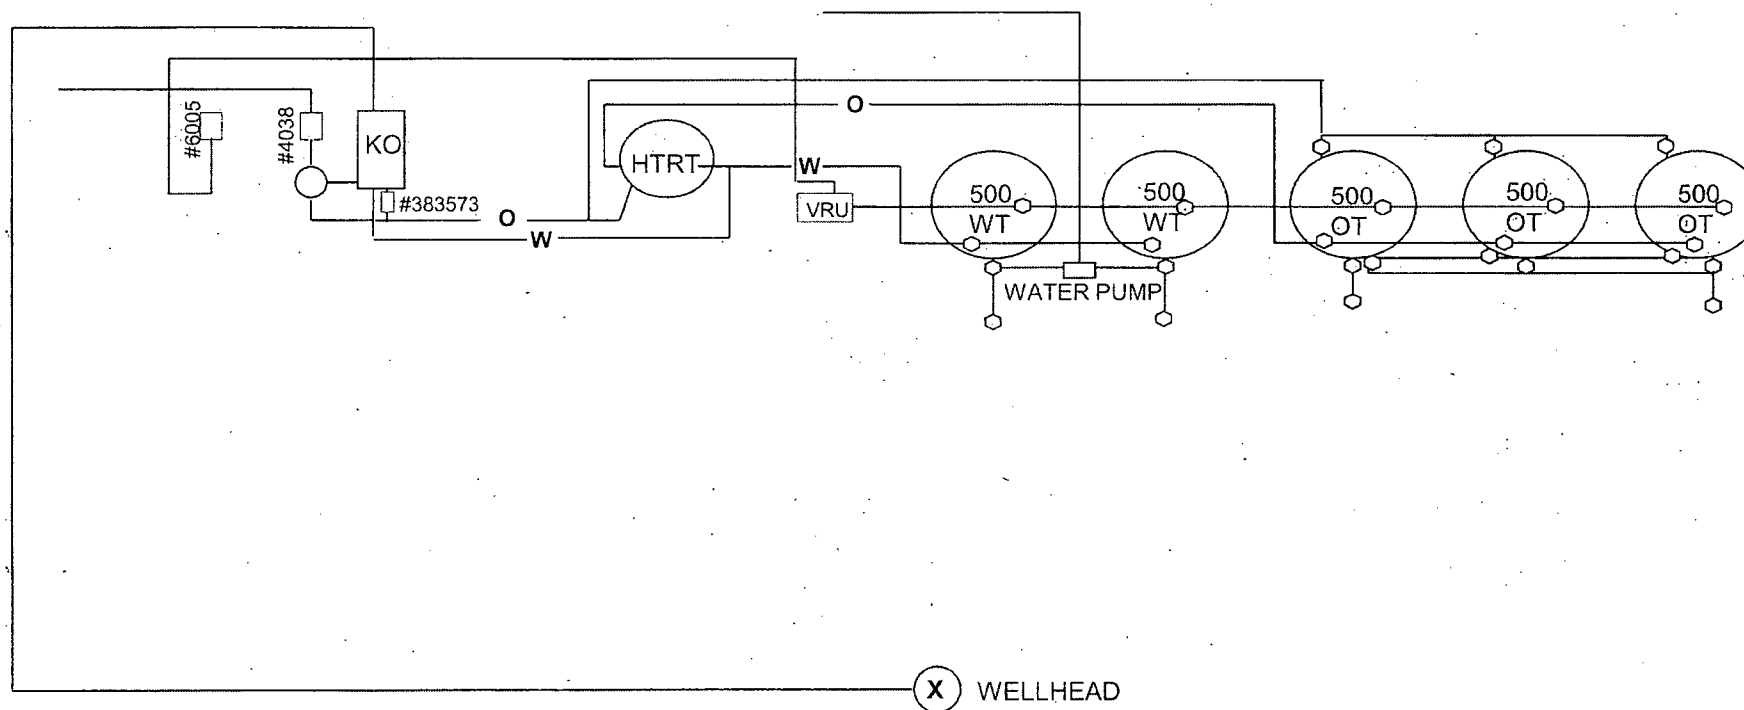 O
#6005
#4038
KO
HTRT
W
#383573
O
W
VRU
500
WT
500
WT
500
OT
500
OT
500
OT
WATER PUMP
X WELLHEAD